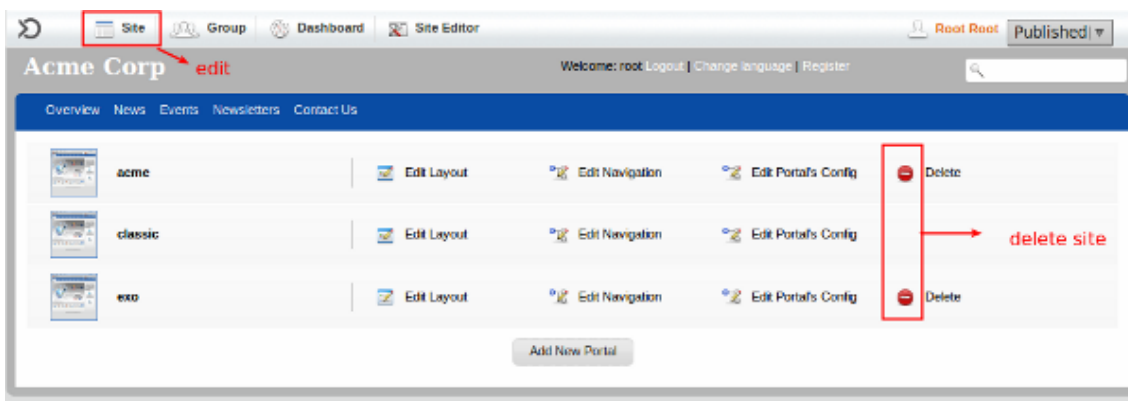 Site Group Dashboard Site Editor Root Root Published
Acme Corp edit Welcome: root Logout | Change language | Register
Overview News Events Newsletters Contact Us
acme Edit Layout Edit Navigation Edit Portal's Config Delete
classic Edit Layout Edit Navigation Edit Portal's Config delete site
exo Edit Layout Edit Navigation Edit Portal's Config Delete
Add New Portal